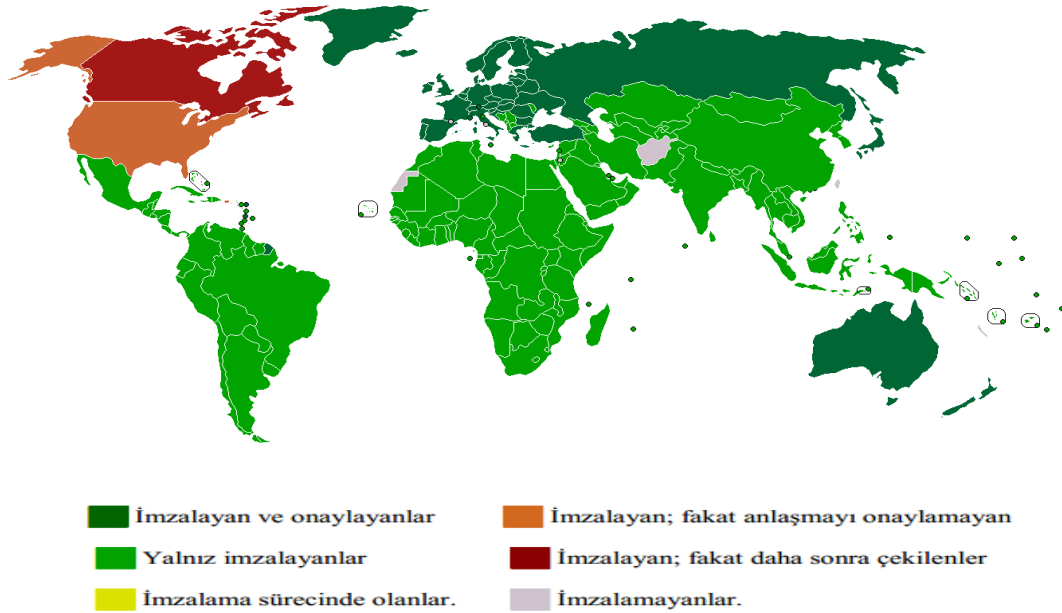 İmzalayan ve onaylayanlar
İmzalayan; fakat anlaşmayı onaylamayan
Yalnız imzalayanlar
İmzalayan; fakat daha sonra çekilenler
İmzalama sürecinde olanlar.
İmzalamayanlar.